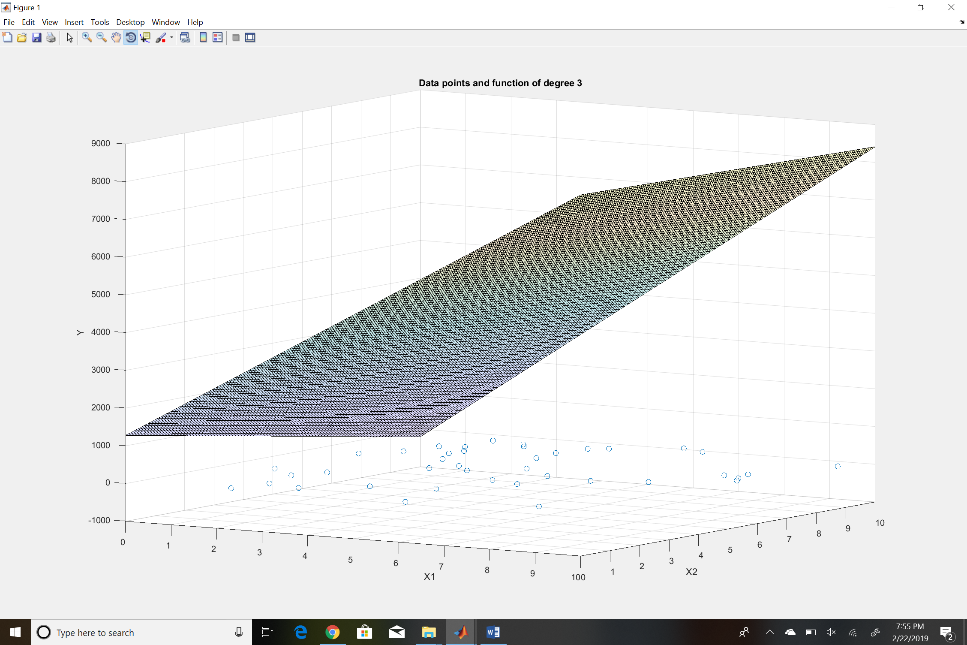 Figure 1
File Edit View Insert Tools Desktop Window Help
Data points and function of degree 3
9000
8000
7000
6000
5000
4000
3000
2000
1000
0
-1000
Y
0 1 2 3 4 5 6 7 8 9 10
X1
0 1 2 3 4 5 6 7 8 9 10
X2
Type here to search
7:55 PM
2/22/2019
2